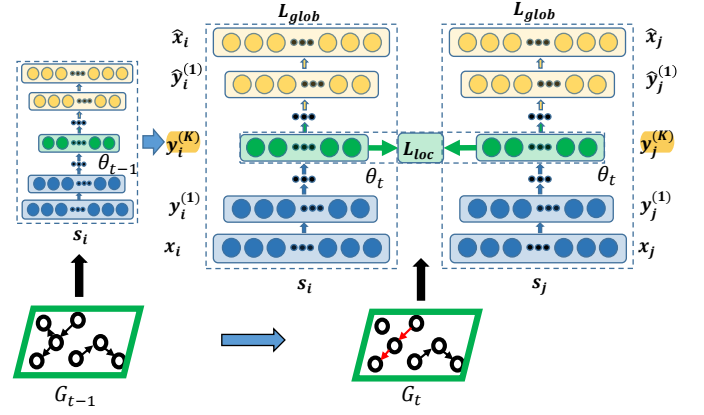 L_glob L_glob
x̂_i x̂_j
ŷ_i^(1) ŷ_j^(1)
y_i^(K) L_loc y_j^(K)
θ_{t−1} θ_t θ_t
y_i^(1) y_j^(1)
x_i x_j
s_i s_i s_j
G_{t−1} G_t